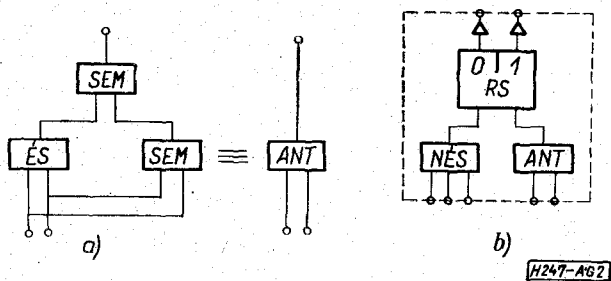 SEM
ÉS
SEM
≡
ANT
a)
0 1
RS
NÉS
ANT
b)
H247-AG2